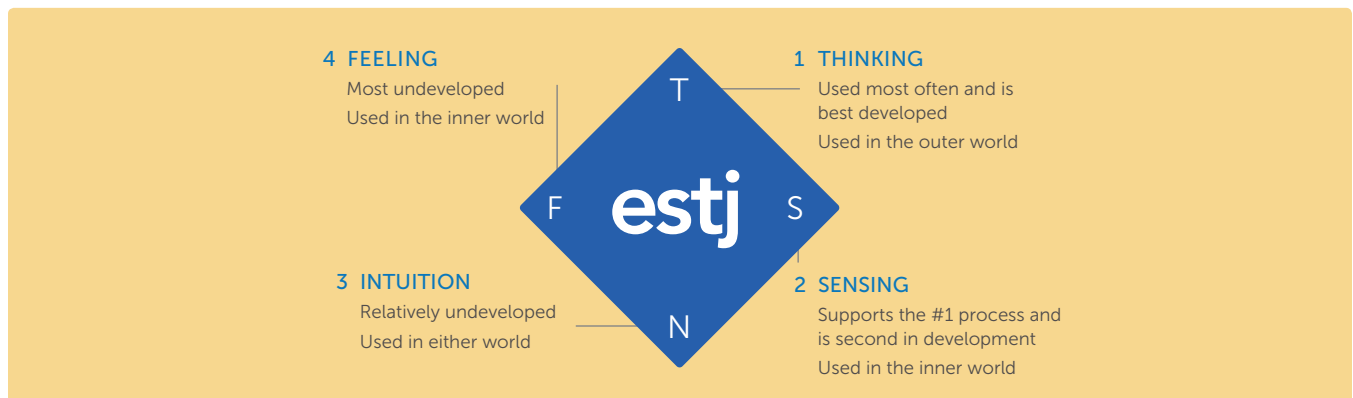 4 FEELING
Most undeveloped
Used in the inner world
1 THINKING
Used most often and is
best developed
Used in the outer world
T
F
estj
S
3 INTUITION
Relatively undeveloped
Used in either world
2 SENSING
Supports the #1 process and
is second in development
Used in the inner world
N